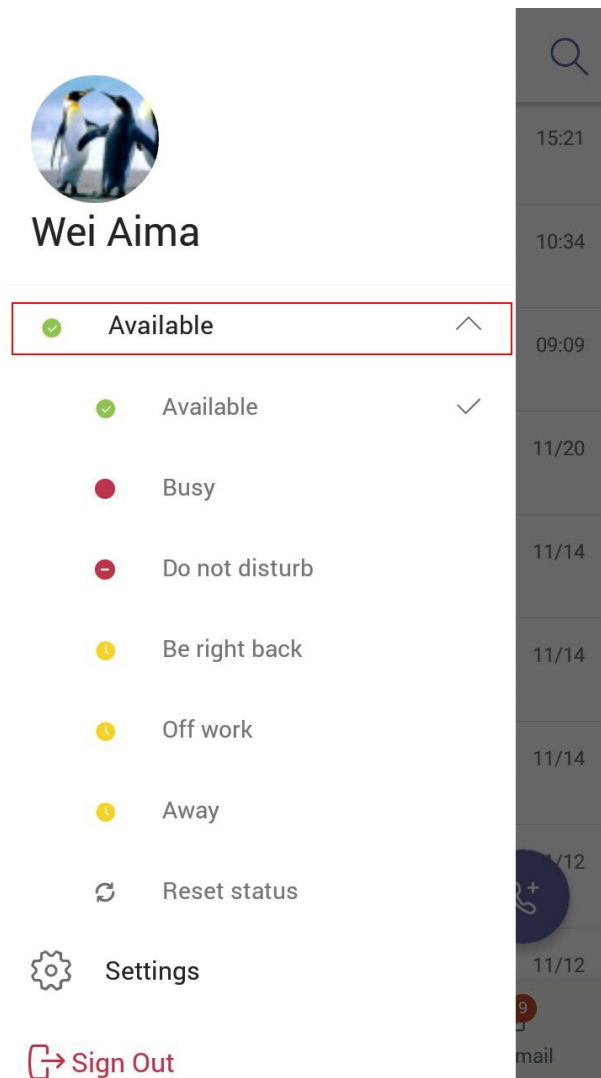 Wei Aima
15:21
10:34
Available
09:09
Available
11/20
Busy
11/14
Do not disturb
11/14
Be right back
11/14
Off work
Away
/12
Reset status
11/12
Settings
9
Sign Out
mail